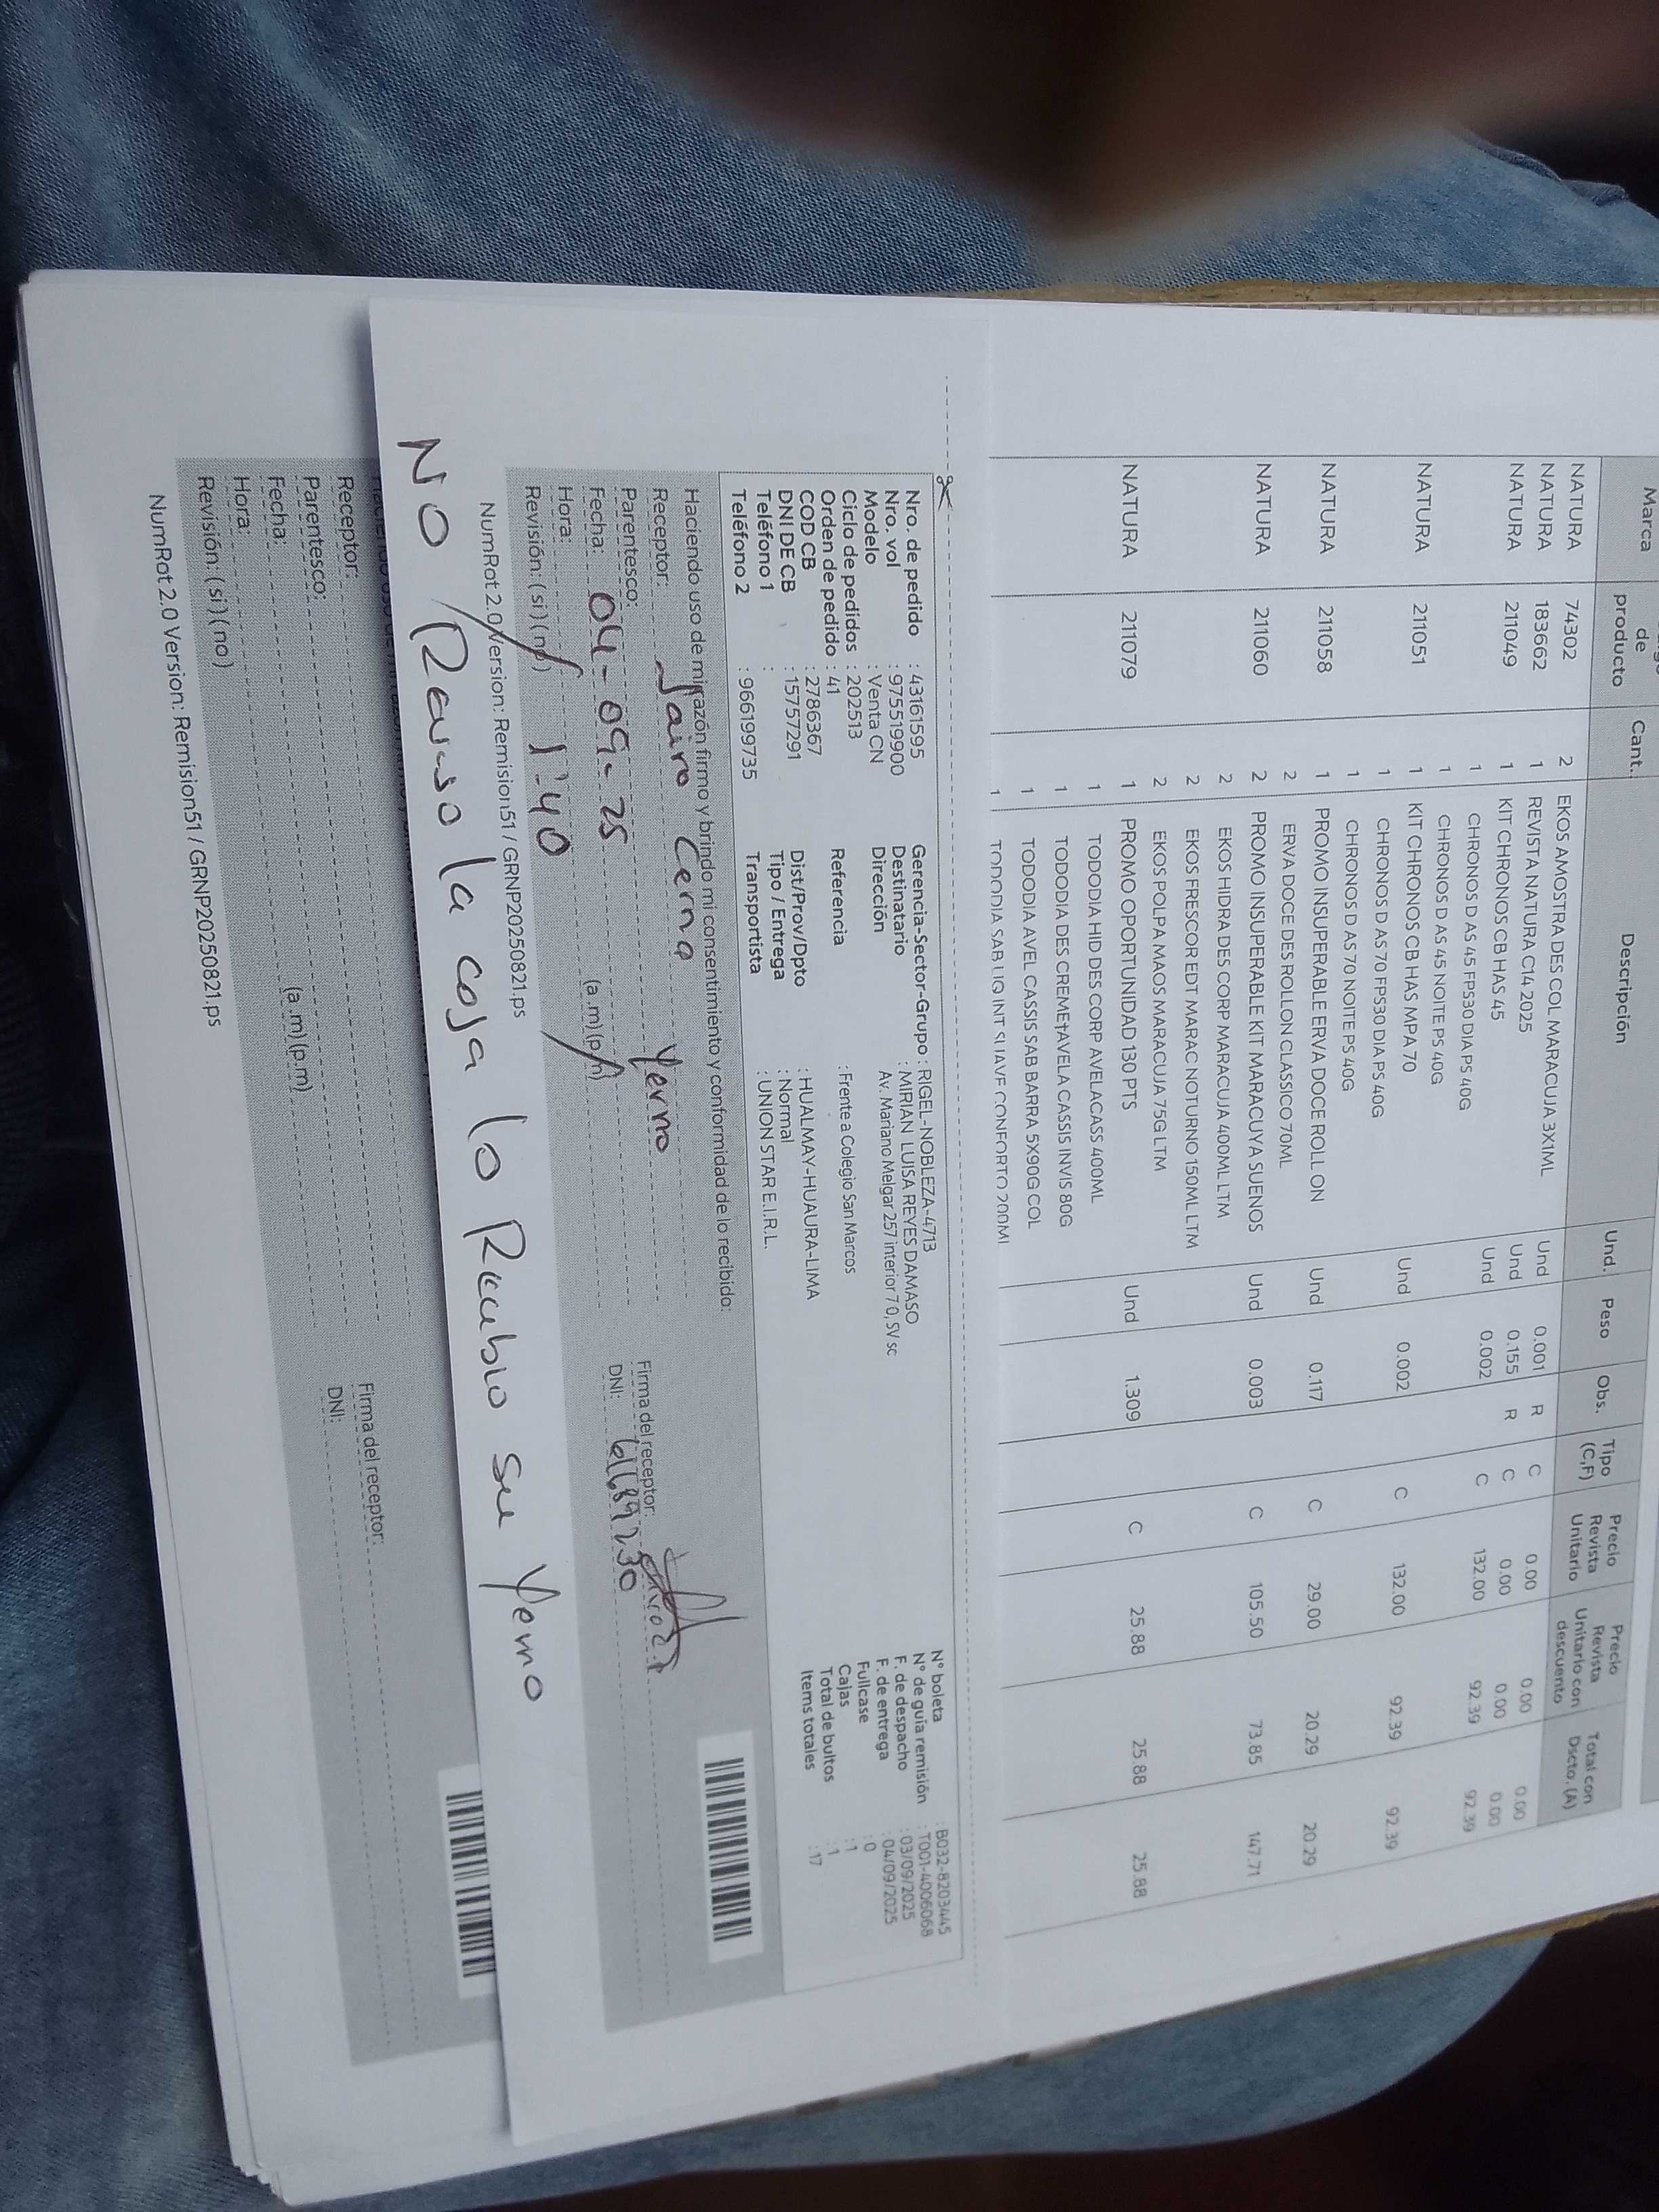 Marca
de
producto
Cant.
Descripción
Und.
Peso
Obs.
Tipo
(C,F)
Precio
Revista
Unitario
Precio
Revista
Unitario con
descuento
Total con
Dscto. (A)
NATURA 74302 2 EKOS AMOSTRA DES COL MARACUJA 3X1ML Und 0.001 R C 0.00 0.00 0.00
NATURA 183662 1 REVISTA NATURA C14 2025 Und 0.155 R C 0.00 0.00 0.00
NATURA 211049 1 KIT CHRONOS CB HAS 45 Und 0.002 C 132.00 92.39 92.39
1 CHRONOS D AS 45 FPS30 DIA PS 40G
1 CHRONOS D AS 45 NOITE PS 40G
NATURA 211051 1 KIT CHRONOS CB HAS MPA 70 Und 0.002 C 132.00 92.39 92.39
1 CHRONOS D AS 70 FPS30 DIA PS 40G
1 CHRONOS D AS 70 NOITE PS 40G
NATURA 211058 1 PROMO INSUPERABLE ERVA DOCE ROLL ON Und 0.117 C 29.00 20.29 20.29
2 ERVA DOCE DES ROLLON CLASSICO 70ML
NATURA 211060 2 PROMO INSUPERABLE KIT MARACUYA SUENOS Und 0.003 C 105.50 73.85 147.71
2 EKOS HIDRA DES CORP MARACUJA 400ML LTM
2 EKOS FRESCOR EDT MARAC NOTURNO 150ML LTM
2 EKOS POLPA MAOS MARACUJA 75G LTM
NATURA 211079 1 PROMO OPORTUNIDAD 130 PTS Und 1.309 C 25.88 25.88 25.88
1 TODODIA HID DES CORP AVELACASS 400ML
1 TODODIA DES CREME†AVELA CASSIS INVIS 80G
1 TODODIA AVEL CASSIS SAB BARRA 5X90G COL
1 TODODIA SAB LIQ INT SUAVE CONFORTO 200ML
Nro. de pedido : 43161595 Gerencia-Sector-Grupo : RIGEL-NOBLEZA-4713 N° boleta : B032-8203445
Nro. vol : 975519900 Destinatario : MIRIAN LUISA REYES DAMASO N° de guía remisión : T001-4006068
Modelo : Venta CN Dirección Av. Mariano Melgar 257 interior 7 0, SV sc F. de despacho : 03/09/2025
Ciclo de pedidos : 202513 F. de entrega : 04/09/2025
Orden de pedido : 41 Referencia : Frente a Colegio San Marcos Fullcase : 0
COD CB : 2786367 Cajas : 1
DNI DE CB : 15757291 Dist/Prov/Dpto : HUALMAY-HUAURA-LIMA Total de bultos : 1
Teléfono 1 : Tipo / Entrega : Normal Items totales : 17
Teléfono 2 : 966199735 Transportista : UNION STAR E.I.R.L.
Haciendo uso de mi razón firmo y brindo mi consentimiento y conformidad de lo recibido:
Receptor: Jairo Cerna
Parentesco: Yerno Firma del receptor:
Fecha: 04-09-25 DNI:
Hora: 1:40 (a.m) (p.m)
Revisión: (si) (no)
NumRot 2.0 Version: Remision51 / GRNP20250821.ps
NO Reviso la caja lo Recibio su Yerno
Receptor: Firma del receptor:
Parentesco: DNI:
Fecha:
Hora: (a.m) (p.m)
Revisión: (si) (no)
NumRot 2.0 Version: Remision51 / GRNP20250821.ps